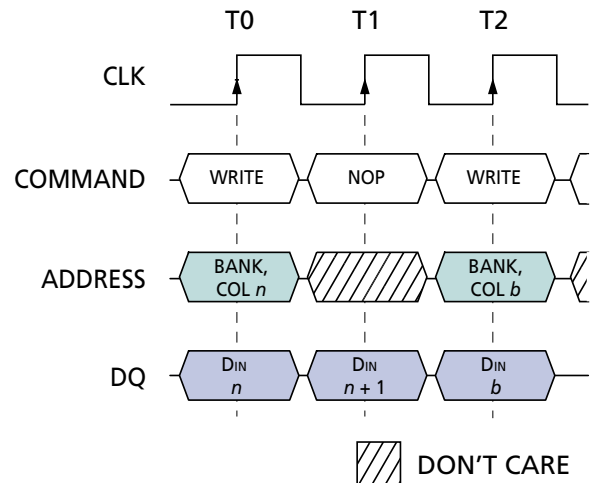 T0 T1 T2
CLK
COMMAND WRITE NOP WRITE
ADDRESS BANK, COL n BANK, COL b
DQ DIN n DIN n + 1 DIN b
DON'T CARE